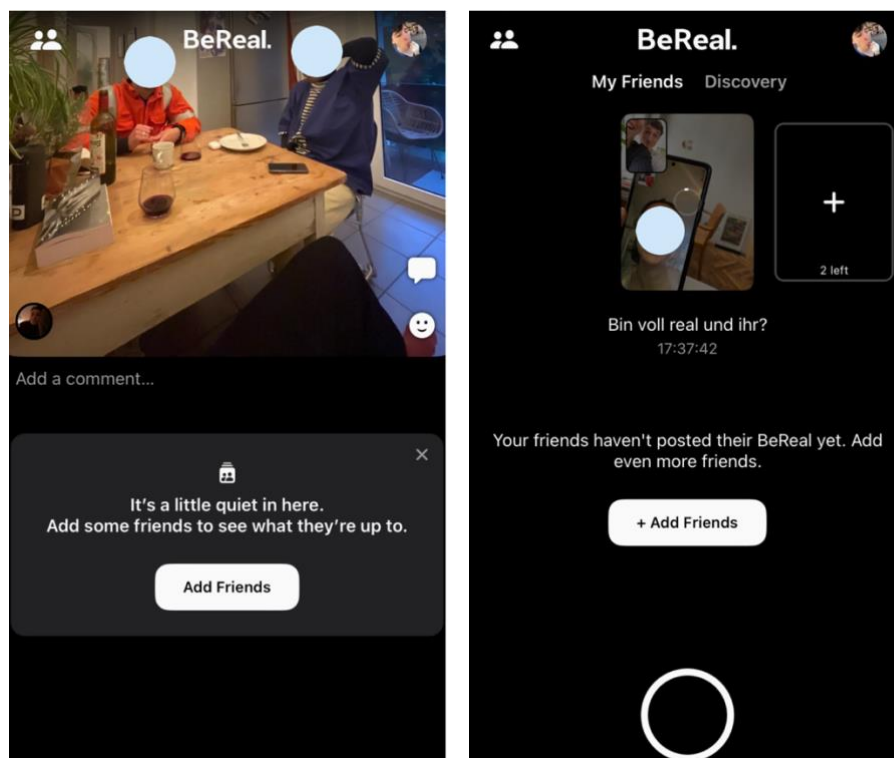 BeReal.
Add a comment...
It's a little quiet in here.
Add some friends to see what they're up to.
Add Friends
BeReal.
My Friends Discovery
2 left
Bin voll real und ihr?
17:37:42
Your friends haven't posted their BeReal yet. Add
even more friends.
+ Add Friends